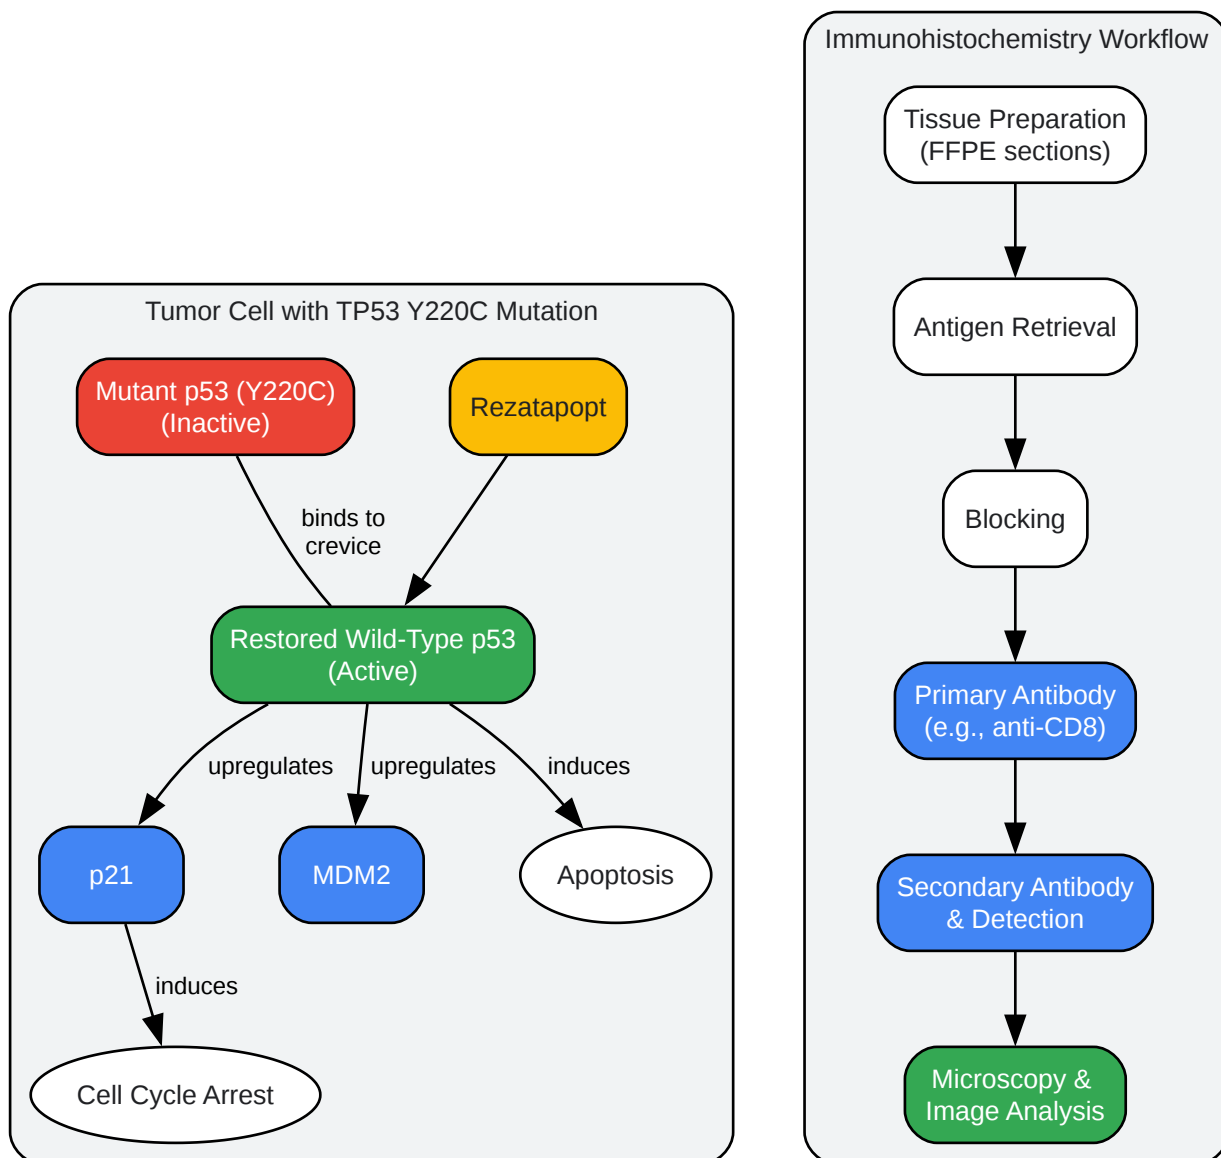 Tumor Cell with TP53 Y220C Mutation
Mutant p53 (Y220C)
(Inactive)
Rezatapopt
binds to
crevice
Restored Wild-Type p53
(Active)
upregulates
upregulates
induces
p21
MDM2
Apoptosis
induces
Cell Cycle Arrest
Immunohistochemistry Workflow
Tissue Preparation
(FFPE sections)
Antigen Retrieval
Blocking
Primary Antibody
(e.g., anti-CD8)
Secondary Antibody
& Detection
Microscopy &
Image Analysis